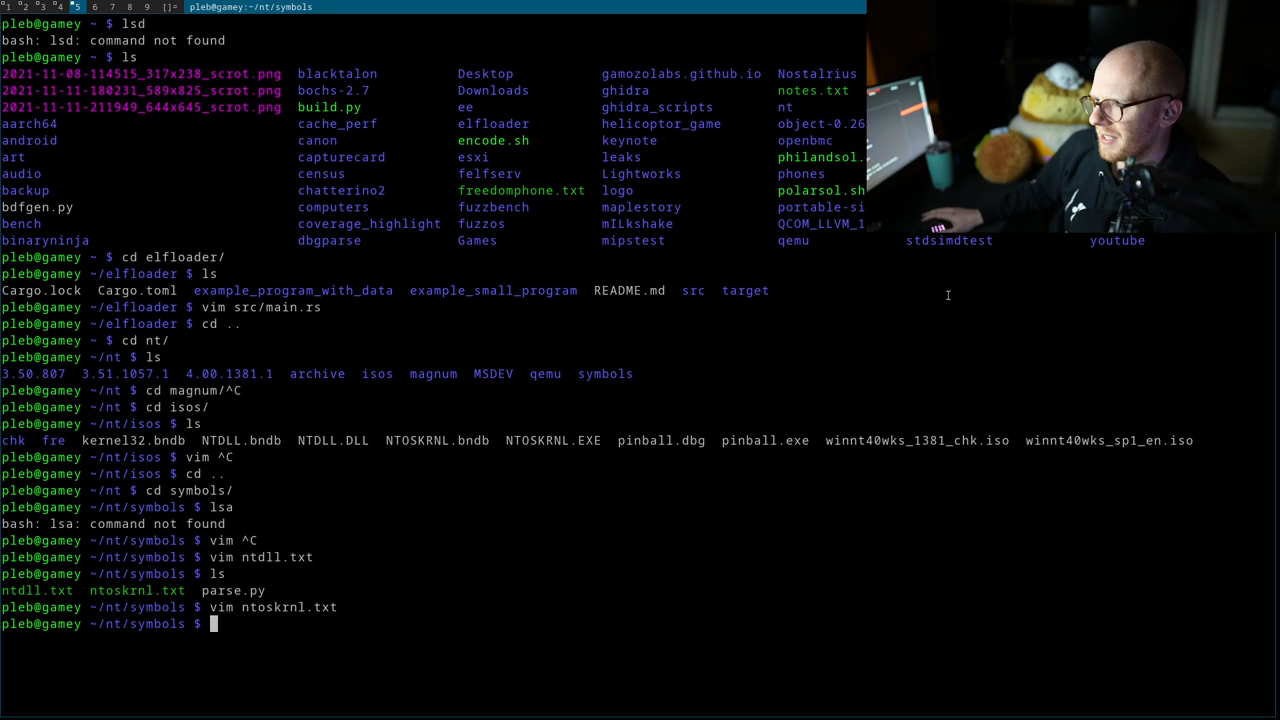 1 2 3 4 5 6 7 8 9 []= pleb@gamey:~/nt/symbols
pleb@gamey ~ $ lsd
bash: lsd: command not found
pleb@gamey ~ $ ls
2021-11-08-114515_317x238_scrot.png blacktalon Desktop gamozolabs.github.io Nostalrius
2021-11-11-180231_589x825_scrot.png bochs-2.7 Downloads ghidra notes.txt
2021-11-11-211949_644x645_scrot.png build.py ee ghidra_scripts nt
aarch64 cache_perf elfloader helicoptor_game object-0.26
android canon encode.sh keynote openbmc
art capturecard esxi leaks philandsol.
audio census felfserv Lightworks phones
backup chatterino2 freedomphone.txt logo polarsol.sh
bdfgen.py computers fuzzbench maplestory portable-si
bench coverage_highlight fuzzos mILkshake QCOM_LLVM_1
binaryninja dbgparse Games mipstest qemu stdsimdtest youtube
pleb@gamey ~ $ cd elfloader/
pleb@gamey ~/elfloader $ ls
Cargo.lock Cargo.toml example_program_with_data example_small_program README.md src target
pleb@gamey ~/elfloader $ vim src/main.rs
pleb@gamey ~/elfloader $ cd ..
pleb@gamey ~ $ cd nt/
pleb@gamey ~/nt $ ls
3.50.807 3.51.1057.1 4.00.1381.1 archive isos magnum MSDEV qemu symbols
pleb@gamey ~/nt $ cd magnum/^C
pleb@gamey ~/nt $ cd isos/
pleb@gamey ~/nt/isos $ ls
chk fre kernel32.bndb NTDLL.bndb NTDLL.DLL NTOSKRNL.bndb NTOSKRNL.EXE pinball.dbg pinball.exe winnt40wks_1381_chk.iso winnt40wks_sp1_en.iso
pleb@gamey ~/nt/isos $ vim ^C
pleb@gamey ~/nt/isos $ cd ..
pleb@gamey ~/nt $ cd symbols/
pleb@gamey ~/nt/symbols $ lsa
bash: lsa: command not found
pleb@gamey ~/nt/symbols $ vim ^C
pleb@gamey ~/nt/symbols $ vim ntdll.txt
pleb@gamey ~/nt/symbols $ ls
ntdll.txt ntoskrnl.txt parse.py
pleb@gamey ~/nt/symbols $ vim ntoskrnl.txt
pleb@gamey ~/nt/symbols $